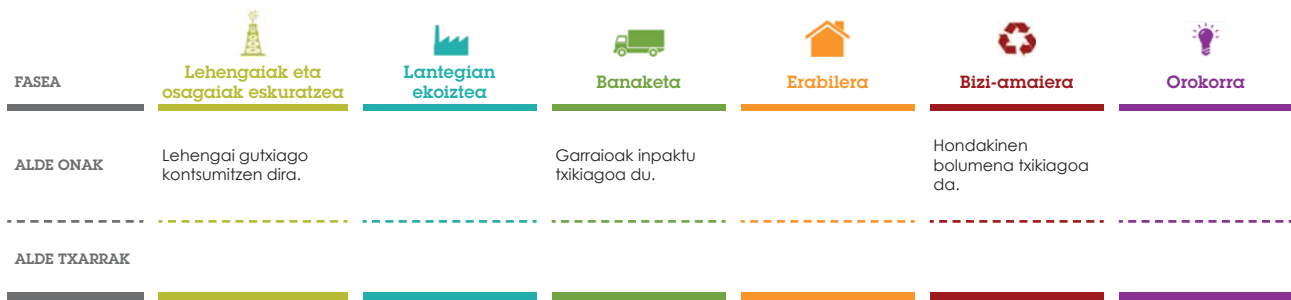 FASEA
Lehengaiak eta
osagaiak eskuratzea
Lantegian
ekoiztea
Banaketa
Erabilera
Bizi-amaiera
Orokorra
ALDE ONAK
Lehengai gutxiago
kontsumitzen dira.
Garraioak inpaktu
txikiagoa du.
Hondakinen
bolumena txikiagoa
da.
ALDE TXARRAK